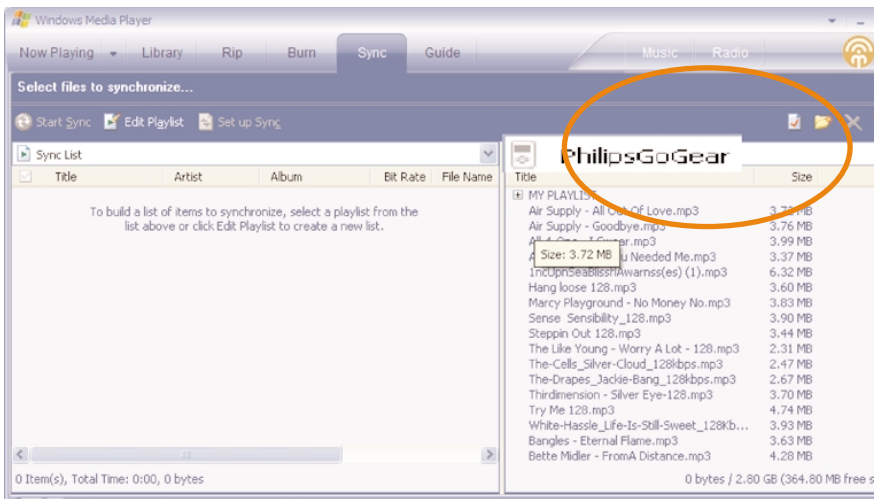 Windows Media Player
Now Playing Library Rip Burn Sync Guide Music Radio
Select files to synchronize...
Start Sync Edit Playlist Set up Sync
Sync List
PhilipsGoGear
Title Artist Album Bit Rate File Name
Title Size
To build a list of items to synchronize, select a playlist from the
list above or click Edit Playlist to create a new list.
MY PLAYLIST
Air Supply - All Out Of Love.mp3 3.72 MB
Air Supply - Goodbye.mp3 3.76 MB
All-4-One - I Swear.mp3 3.99 MB
Size: 3.72 MB
u Needed Me.mp3 3.37 MB
(1).mp3 6.32 MB
Hang loose 128.mp3 3.60 MB
Marcy Playground - No Money No.mp3 3.83 MB
Sense Sensibility_128.mp3 3.90 MB
Steppin Out 128.mp3 3.44 MB
The Like Young - Worry A Lot - 128.mp3 2.31 MB
The-Cells_Silver-Cloud_128kbps.mp3 2.47 MB
The-Drapes_Jackie-Bang_128kbps.mp3 2.67 MB
Thirdimension - Silver Eye-128.mp3 3.70 MB
Try Me 128.mp3 4.74 MB
White-Hassle_Life-Is-Still-Sweet_128Kb... 3.93 MB
Bangles - Eternal Flame.mp3 3.63 MB
Bette Midler - FromA Distance.mp3 4.28 MB
0 Item(s), Total Time: 0:00, 0 bytes
0 bytes / 2.80 GB (364.80 MB free s